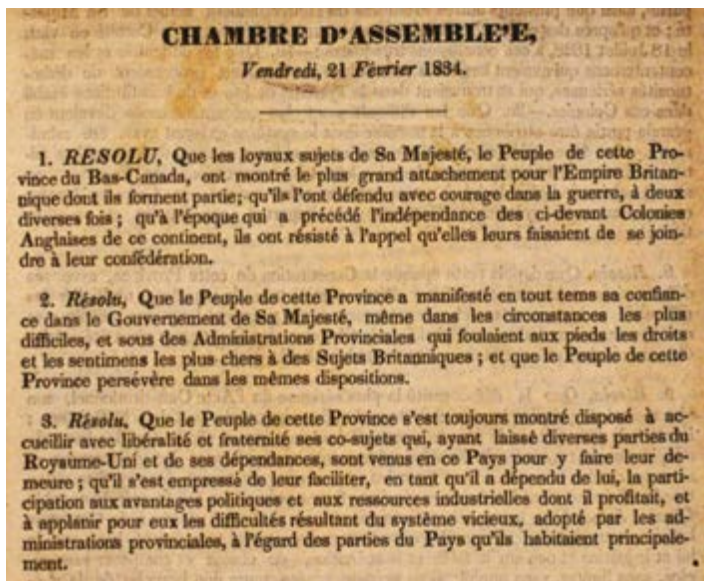 CHAMBRE D'ASSEMBLE'E,
Vendredi, 21 Février 1834.
1. RESOLU, Que les loyaux sujets de Sa Majesté, le Peuple de cette Pro-
vince du Bas-Canada, ont montré le plus grand attachement pour l'Empire Britan-
nique dont ils forment partie; qu'ils l'ont défendu avec courage dans la guerre, à deux
diverses fois; qu'à l'époque qui a précédé l'indépendance des ci-devant Colonies
Anglaises de ce continent, ils ont résisté à l'appel qu'elles leurs faisaient de se join-
dre à leur confédération.
2. Résolu, Que le Peuple de cette Province a manifesté en tout tems sa confian-
ce dans le Gouvernement de Sa Majesté, même dans les circonstances les plus
difficiles, et sous des Administrations Provinciales qui foulaient aux pieds les droits
et les sentimens les plus chers à des Sujets Britanniques; et que le Peuple de cette
Province persévère dans les mêmes dispositions.
3. Résolu, Que le Peuple de cette Province s'est toujours montré disposé à ac-
cueillir avec libéralité et fraternité ses co-sujets qui, ayant laissé diverses parties du
Royaume-Uni et de ses dépendances, sont venus en ce Pays pour y faire leur de-
meure; qu'il s'est empressé de leur faciliter, en tant qu'il a dépendu de lui, la parti-
cipation aux avantages politiques et aux ressources industrielles dont il profitait, et
à applanir pour eux les difficultés résultant du système vicieux, adopté par les ad-
ministrations provinciales, à l'égard des parties du Pays qu'ils habitaient principale-
ment.